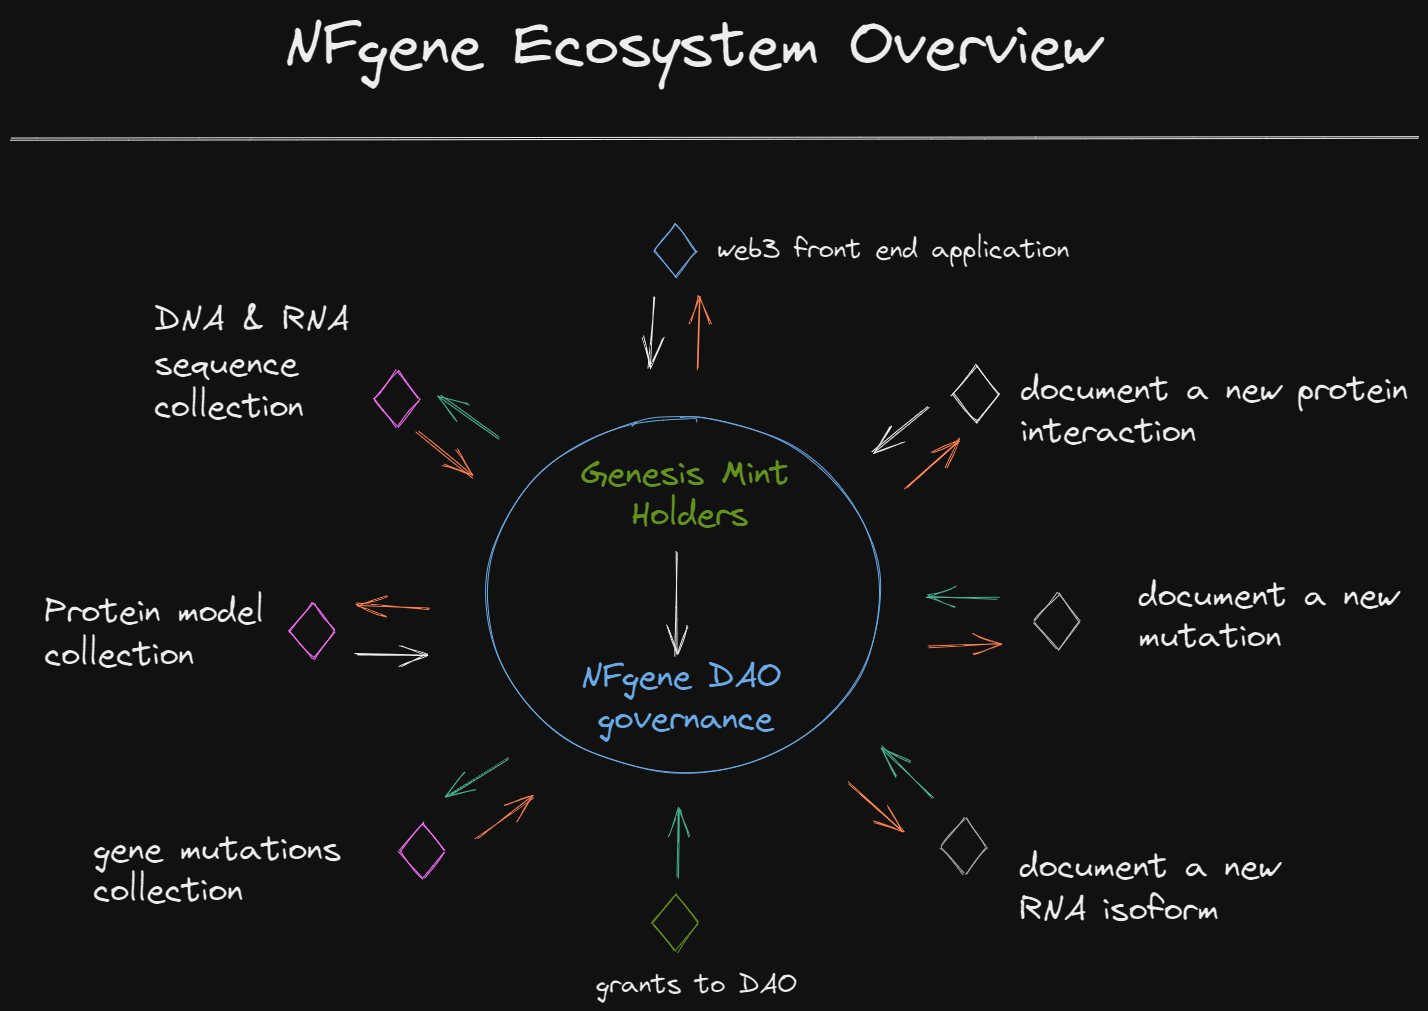 NFgene Ecosystem Overview
web3 front end application
DNA & RNA
sequence
collection
document a new protein
interaction
Genesis Mint
Holders
Protein model
collection
document a new
mutation
NFgene DAO
governance
gene mutations
collection
document a new
RNA isoform
grants to DAO